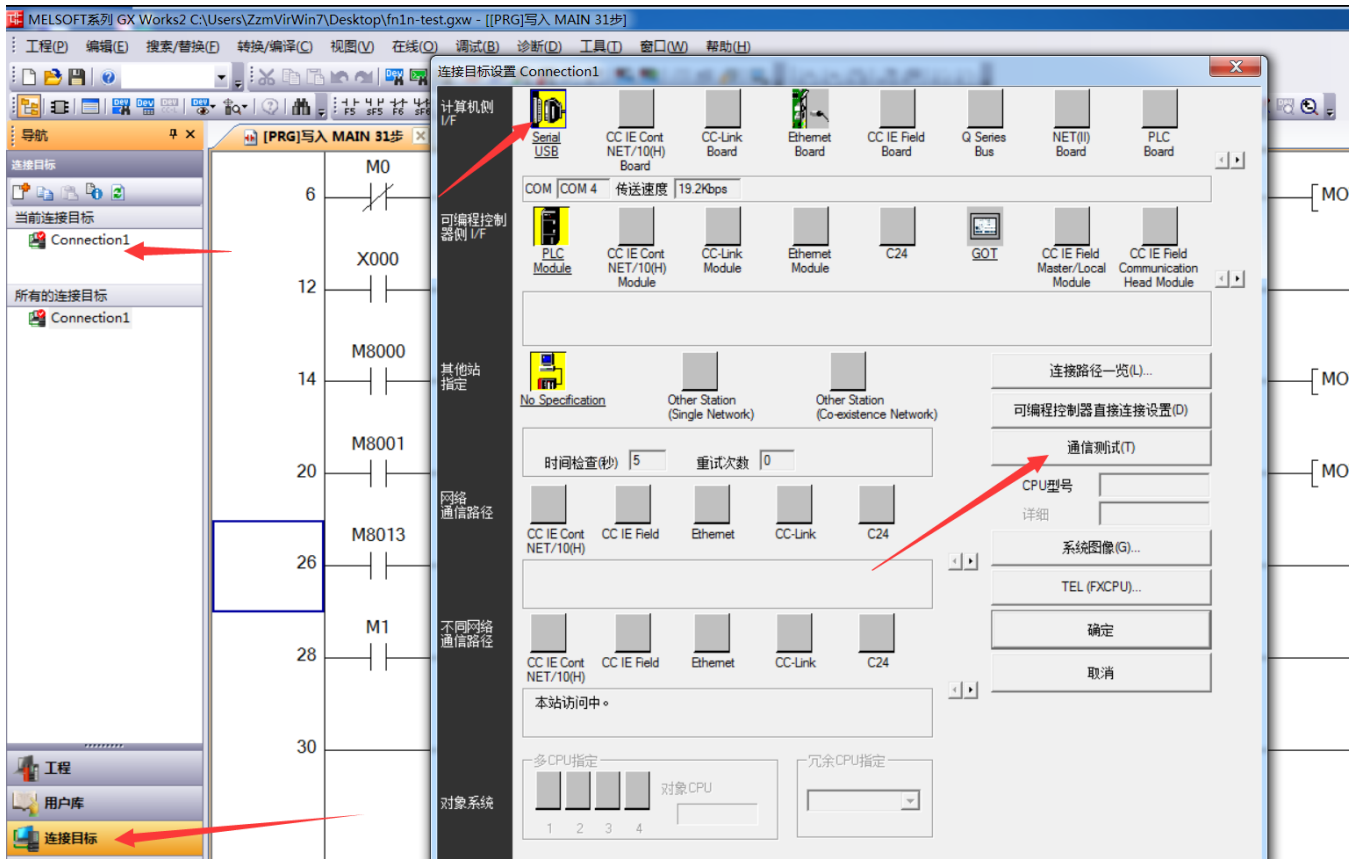 MELSOFT系列 GX Works2 C:\Users\ZzmVirWin7\Desktop\fn1n-test.gxw - [[PRG]写入 MAIN 31步]
工程(P) 编辑(E) 搜索/替换(F) 转换/编译(C) 视图(V) 在线(O) 调试(B) 诊断(D) 工具(T) 窗口(W) 帮助(H)
F5 sF5 F6
导航
连接目标
当前连接目标
Connection1
所有的连接目标
Connection1
工程
用户库
连接目标
[PRG]写入 MAIN 31步
M0
6
[MO
X000
12
M8000
14
[MO
M8001
20
[MO
M8013
26
M1
28
30
连接目标设置 Connection1
计算机侧
I/F
Serial
USB
CC IE Cont
NET/10(H)
Board
CC-Link
Board
Ethernet
Board
CC IE Field
Board
Q Series
Bus
NET(II)
Board
PLC
Board
COM COM 4 传送速度 19.2Kbps
可编程控制
器侧 I/F
PLC
Module
CC IE Cont
NET/10(H)
Module
CC-Link
Module
Ethernet
Module
C24
GOT
CC IE Field
Master/Local
Module
CC IE Field
Communication
Head Module
其他站
指定
No Specification
Other Station
(Single Network)
Other Station
(Co-existence Network)
时间检查(秒) 5 重试次数 0
连接路径一览(L)...
可编程控制器直接连接设置(D)
通信测试(T)
CPU型号
详细
系统图像(G)...
TEL (FXCPU)...
确定
取消
网络
通信路径
CC IE Cont
NET/10(H)
CC IE Field
Ethernet
CC-Link
C24
不同网络
通信路径
CC IE Cont
NET/10(H)
CC IE Field
Ethernet
CC-Link
C24
本站访问中。
对象系统
多CPU指定
1 2 3 4
对象CPU
冗余CPU指定